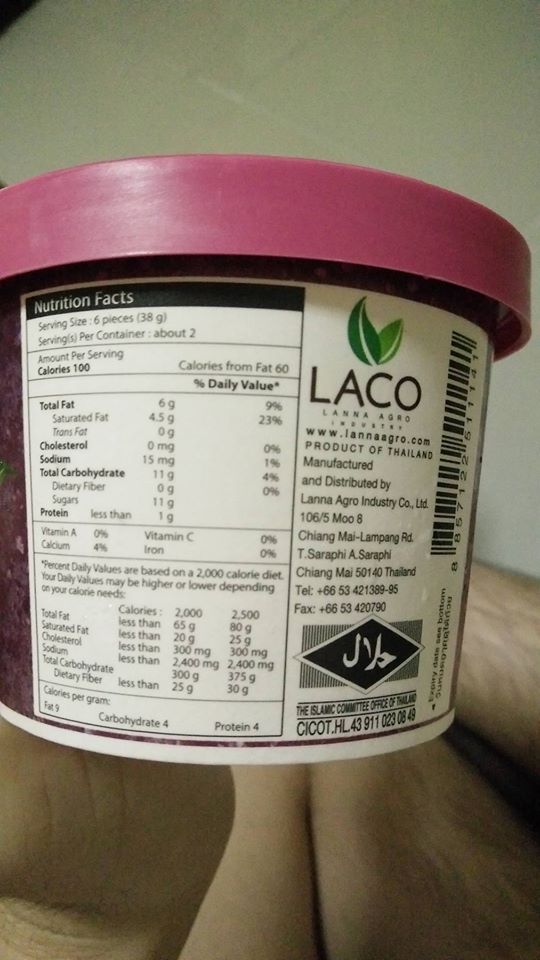 Nutrition Facts
Serving Size : 6 pieces (38 g)
Serving(s) Per Container : about 2
Amount Per Serving
Calories 100 Calories from Fat 60
% Daily Value*
Total Fat 6 g 9%
Saturated Fat 4.5 g 23%
Trans Fat 0 g
Cholesterol 0 mg 0%
Sodium 15 mg 1%
Total Carbohydrate 11 g 4%
Dietary Fiber 0 g 0%
Sugars 11 g
Protein less than 1 g
Vitamin A 0% Vitamin C 0%
Calcium 4% Iron 0%
*Percent Daily Values are based on a 2,000 calorie diet.
Your Daily Values may be higher or lower depending
on your calorie needs:
Calories : 2,000 2,500
Total Fat less than 65 g 80 g
Saturated Fat less than 20 g 25 g
Cholesterol less than 300 mg 300 mg
Sodium less than 2,400 mg 2,400 mg
Total Carbohydrate 300 g 375 g
Dietary Fiber less than 25 g 30 g
Calories per gram:
Fat 9 Carbohydrate 4 Protein 4
LACO
LANNA AGRO
INDUSTRY
www.lannaagro.com
PRODUCT OF THAILAND
Manufactured
and Distributed by
Lanna Agro Industry Co., Ltd.
106/5 Moo 8
Chiang Mai-Lampang Rd.
T.Saraphi A.Saraphi
Chiang Mai 50140 Thailand
Tel: +66 53 421389-95
Fax: +66 53 420790
حلال
THE ISLAMIC COMMITTEE OFFICE OF THAILAND
CICOT.HL.43 911 023 08 49
Expiry date see bottom